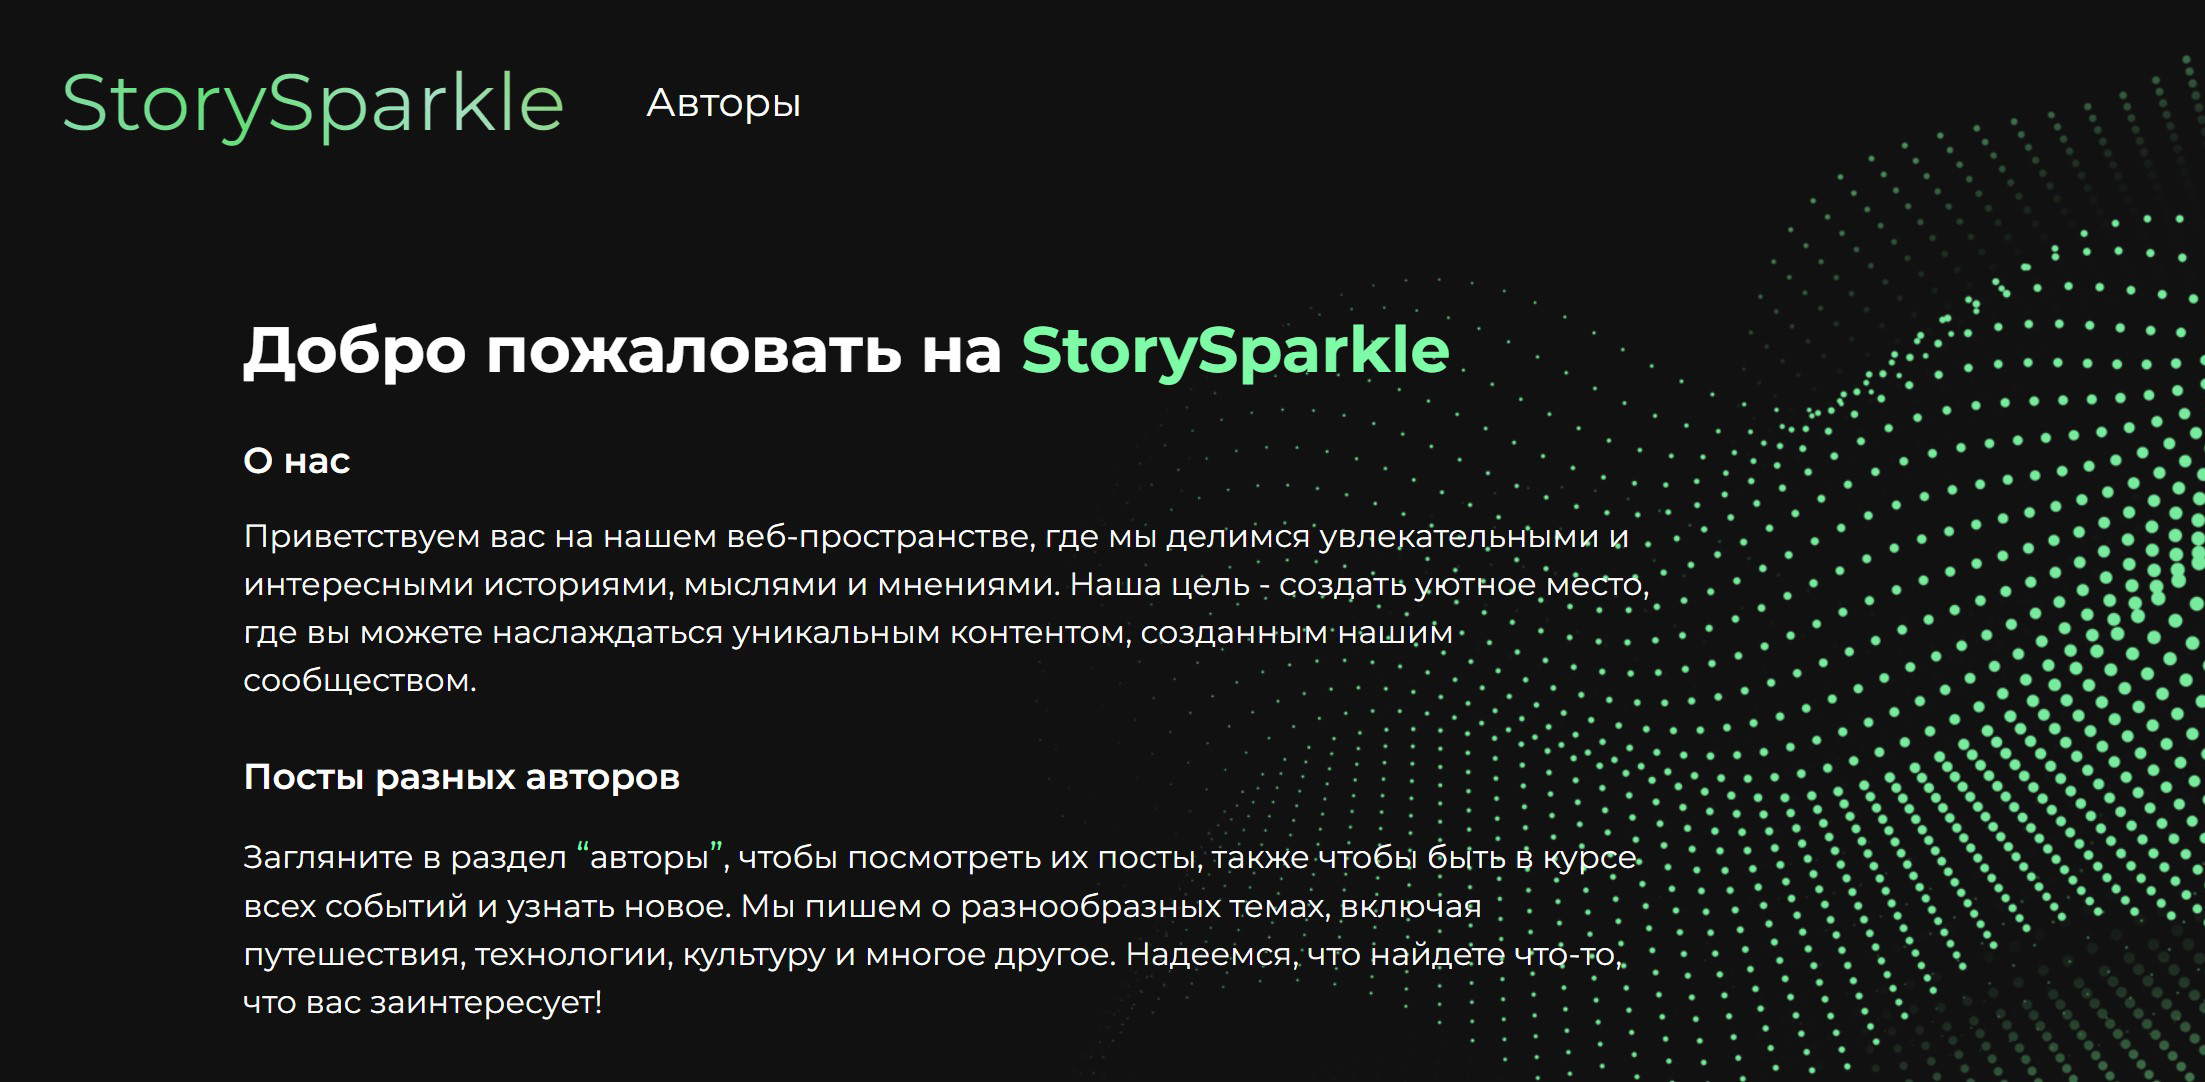 StorySparkle
Авторы
Добро пожаловать на StorySparkle
О нас
Приветствуем вас на нашем веб-пространстве, где мы делимся увлекательными и
интересными историями, мыслями и мнениями. Наша цель - создать уютное место,
где вы можете наслаждаться уникальным контентом, созданным нашим
сообществом.
Посты разных авторов
Загляните в раздел “авторы”, чтобы посмотреть их посты, также чтобы быть в курсе
всех событий и узнать новое. Мы пишем о разнообразных темах, включая
путешествия, технологии, культуру и многое другое. Надеемся, что найдете что-то,
что вас заинтересует!